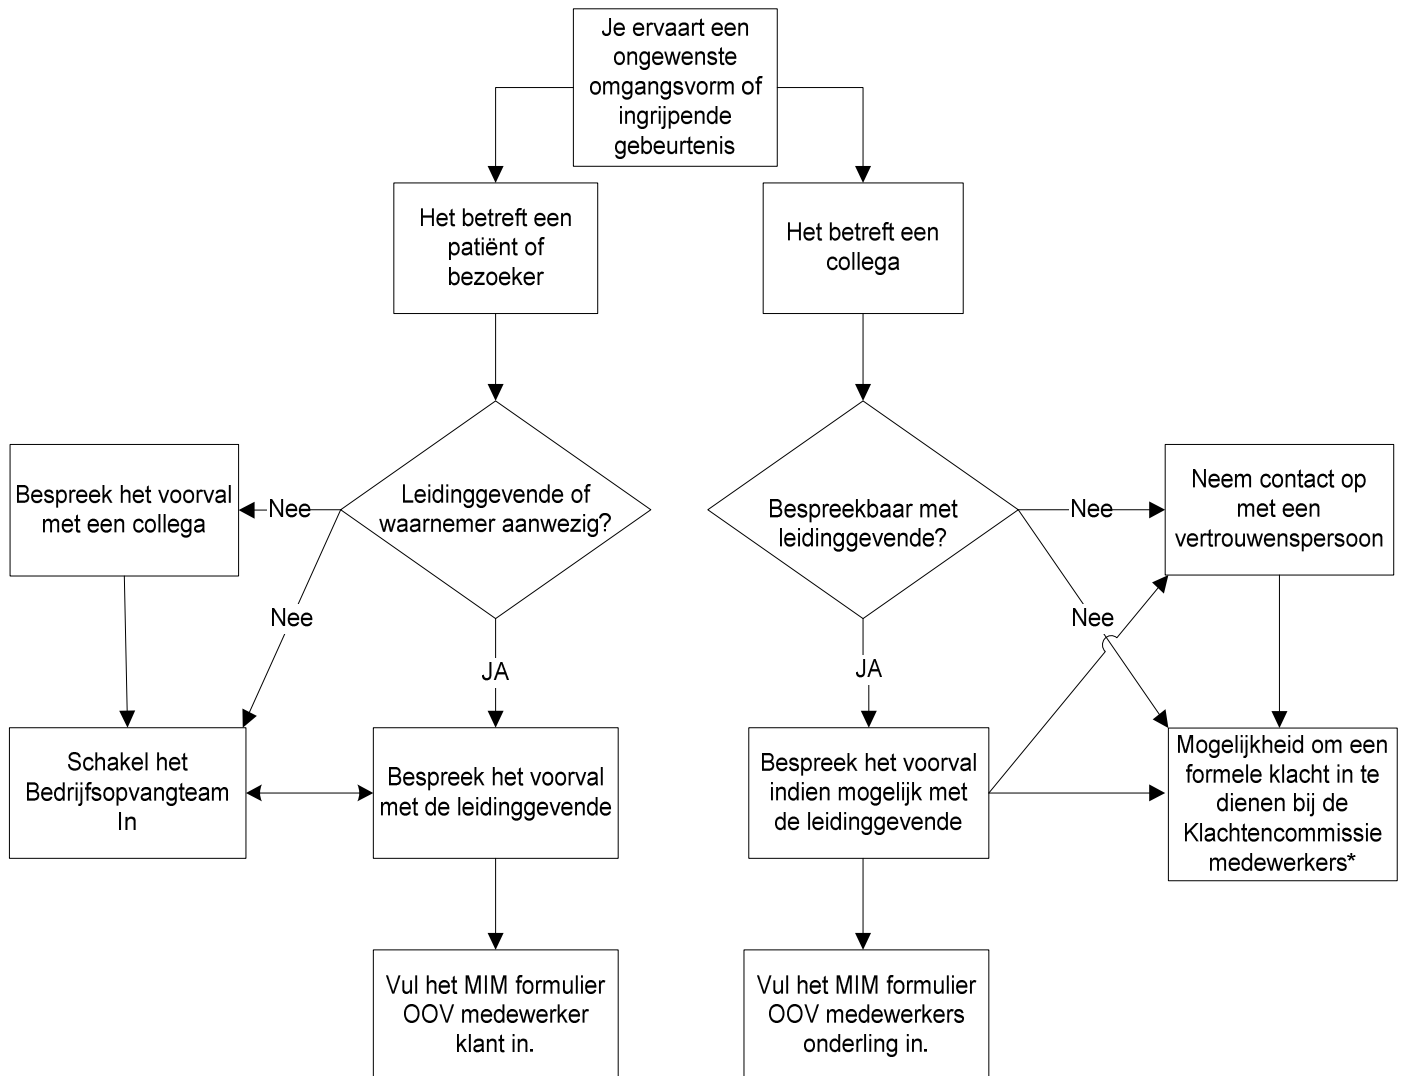 Je ervaart een
ongewenste
omgangsvorm of
ingrijpende
gebeurtenis
Het betreft een
patiënt of
bezoeker
Het betreft een
collega
Bespreek het voorval
met een collega
Nee
Leidinggevende of
waarnemer aanwezig?
Bespreekbaar met
leidinggevende?
Nee
Neem contact op
met een
vertrouwenspersoon
Nee
Nee
JA
JA
Schakel het
Bedrijfsopvangteam
In
Bespreek het voorval
met de leidinggevende
Bespreek het voorval
indien mogelijk met
de leidinggevende
Mogelijkheid om een
formele klacht in te
dienen bij de
Klachtencommissie
medewerkers*
Vul het MIM formulier
OOV medewerker
klant in.
Vul het MIM formulier
OOV medewerkers
onderling in.